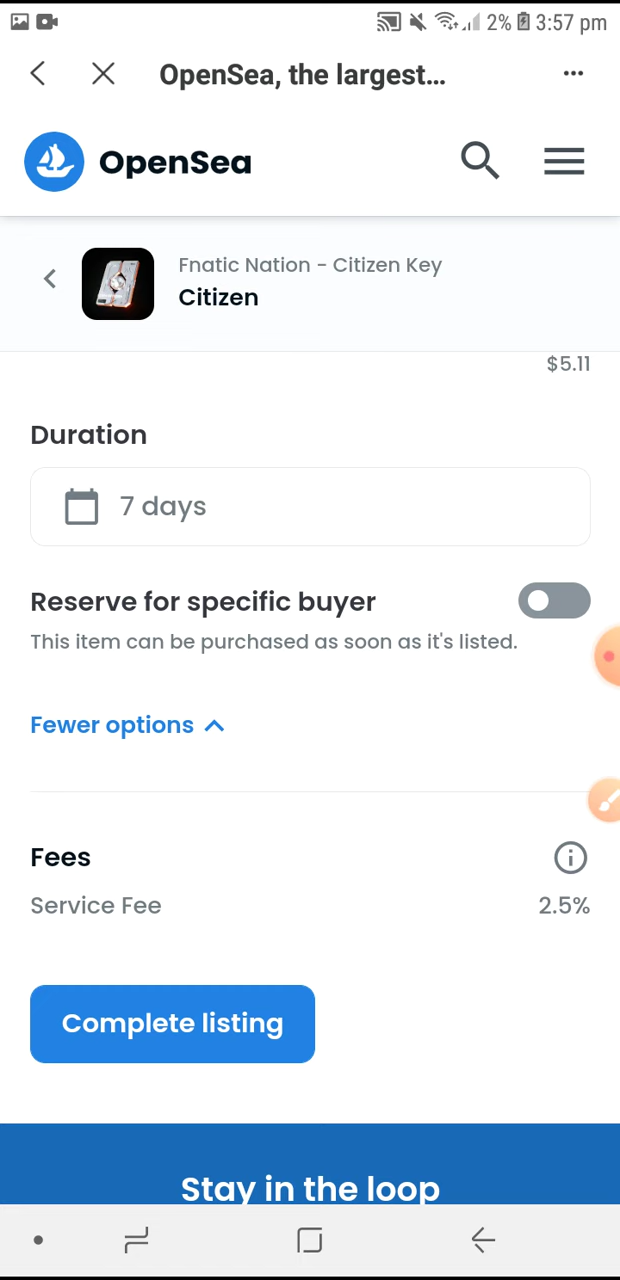 2% 3:57 pm
OpenSea, the largest...
OpenSea
Fnatic Nation - Citizen Key
Citizen
$5.11
Duration
7 days
Reserve for specific buyer
This item can be purchased as soon as it's listed.
Fewer options
Fees
Service Fee 2.5%
Complete listing
Stay in the loop